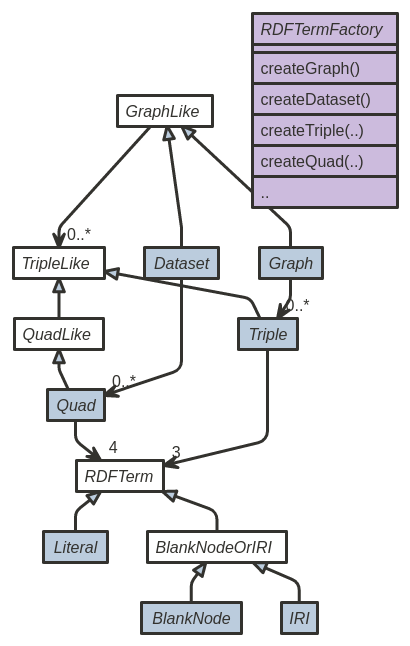 RDFTermFactory
createGraph()
createDataset()
createTriple(..)
createQuad(..)
..
GraphLike
0..*
TripleLike
Dataset
Graph
0..*
QuadLike
Triple
0..*
Quad
4
3
RDFTerm
Literal
BlankNodeOrIRI
BlankNode
IRI